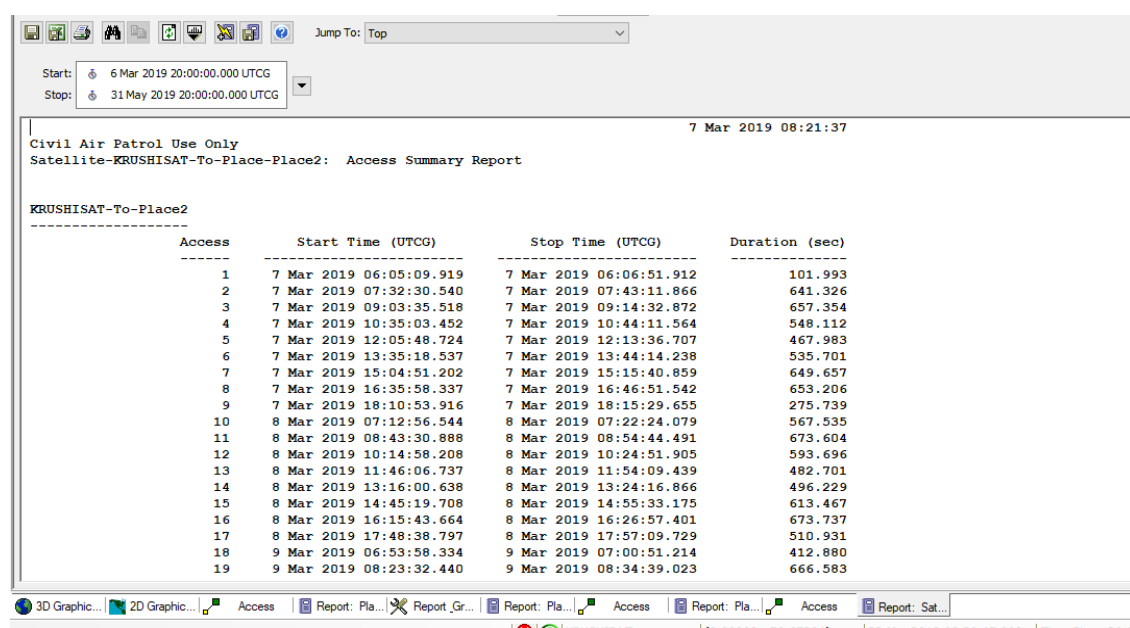 Jump To: Top
Start: 6 Mar 2019 20:00:00.000 UTCG
Stop: 31 May 2019 20:00:00.000 UTCG
7 Mar 2019 08:21:37
Civil Air Patrol Use Only
Satellite-KRUSHISAT-To-Place-Place2: Access Summary Report
KRUSHISAT-To-Place2
-------------------
Access Start Time (UTCG) Stop Time (UTCG) Duration (sec)
------ ------------------------ ------------------------ --------------
1 7 Mar 2019 06:05:09.919 7 Mar 2019 06:06:51.912 101.993
2 7 Mar 2019 07:32:30.540 7 Mar 2019 07:43:11.866 641.326
3 7 Mar 2019 09:03:35.518 7 Mar 2019 09:14:32.872 657.354
4 7 Mar 2019 10:35:03.452 7 Mar 2019 10:44:11.564 548.112
5 7 Mar 2019 12:05:48.724 7 Mar 2019 12:13:36.707 467.983
6 7 Mar 2019 13:35:18.537 7 Mar 2019 13:44:14.238 535.701
7 7 Mar 2019 15:04:51.202 7 Mar 2019 15:15:40.859 649.657
8 7 Mar 2019 16:35:58.337 7 Mar 2019 16:46:51.542 653.206
9 7 Mar 2019 18:10:53.916 7 Mar 2019 18:15:29.655 275.739
10 8 Mar 2019 07:12:56.544 8 Mar 2019 07:22:24.079 567.535
11 8 Mar 2019 08:43:30.888 8 Mar 2019 08:54:44.491 673.604
12 8 Mar 2019 10:14:58.208 8 Mar 2019 10:24:51.905 593.696
13 8 Mar 2019 11:46:06.737 8 Mar 2019 11:54:09.439 482.701
14 8 Mar 2019 13:16:00.638 8 Mar 2019 13:24:16.866 496.229
15 8 Mar 2019 14:45:19.708 8 Mar 2019 14:55:33.175 613.467
16 8 Mar 2019 16:15:43.664 8 Mar 2019 16:26:57.401 673.737
17 8 Mar 2019 17:48:38.797 8 Mar 2019 17:57:09.729 510.931
18 9 Mar 2019 06:53:58.334 9 Mar 2019 07:00:51.214 412.880
19 9 Mar 2019 08:23:32.440 9 Mar 2019 08:34:39.023 666.583
3D Graphic... 2D Graphic... Access Report: Pla... Report_Gr... Report: Pla... Access Report: Pla... Access Report: Sat...